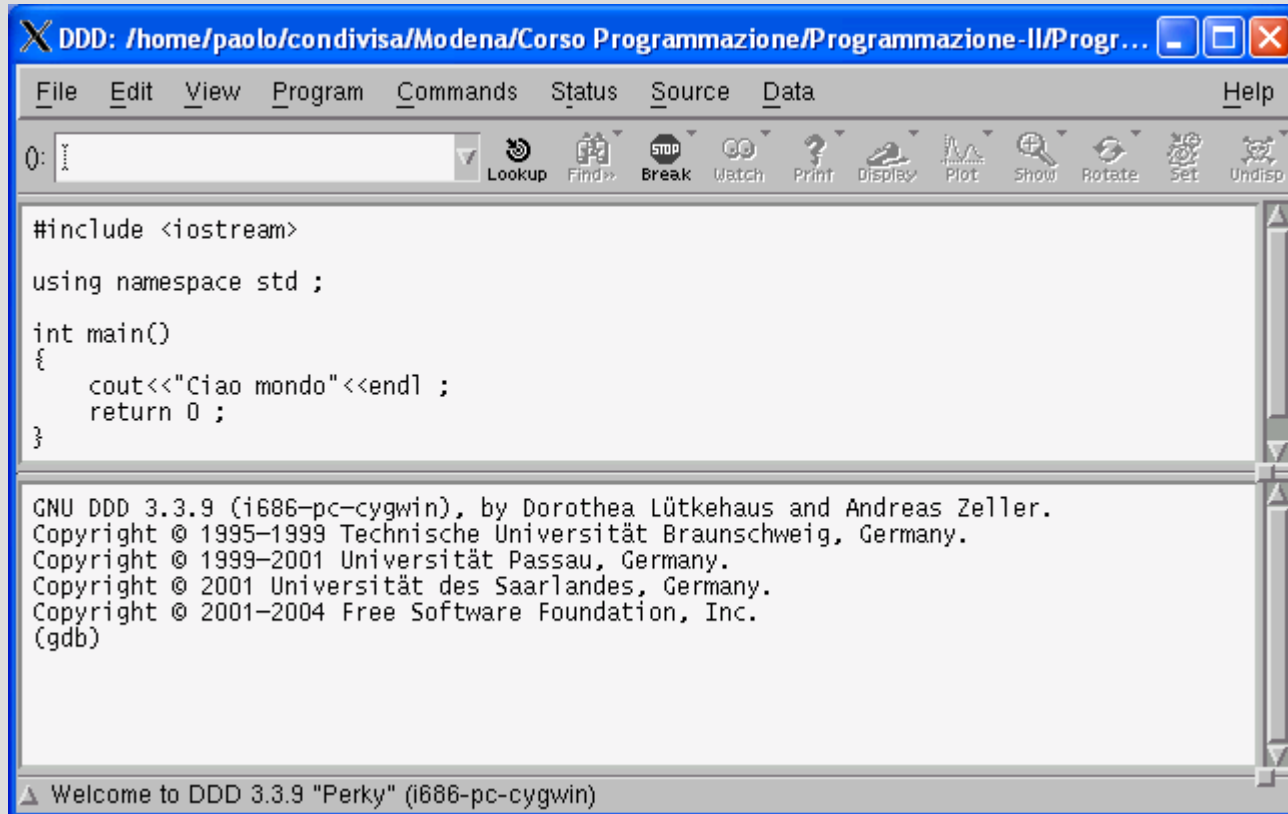 DDD: /home/paolo/condivisa/Modena/Corso Programmazione/Programmazione-II/Progr...
File Edit View Program Commands Status Source Data Help
():
Lookup Find» Break Watch Print Display Plot Show Rotate Set Undisp
STOP
#include <iostream>
using namespace std ;
int main()
{
cout<<"Ciao mondo"<<endl ;
return 0 ;
}
GNU DDD 3.3.9 (i686-pc-cygwin), by Dorothea Lütkehaus and Andreas Zeller.
Copyright © 1995-1999 Technische Universität Braunschweig, Germany.
Copyright © 1999-2001 Universität Passau, Germany.
Copyright © 2001 Universität des Saarlandes, Germany.
Copyright © 2001-2004 Free Software Foundation, Inc.
(gdb)
Welcome to DDD 3.3.9 "Perky" (i686-pc-cygwin)